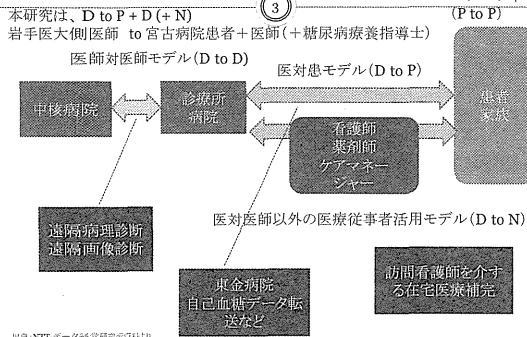 3
本研究は、D to P + D (+ N)
(P to P)
岩手医大側医師 to 宮古病院患者＋医師(＋糖尿病療養指導士)
医師対医師モデル(D to D)
医対患モデル(D to P)
中核病院
診療所
病院
患者
家族
看護師
薬剤師
ケアマネー
ジャー
医対医師以外の医療従事者活用モデル(D to N)
遠隔病理診断
遠隔画像診断
東金病院
自己血糖データ転
送など
訪問看護師を介す
る在宅医療補完